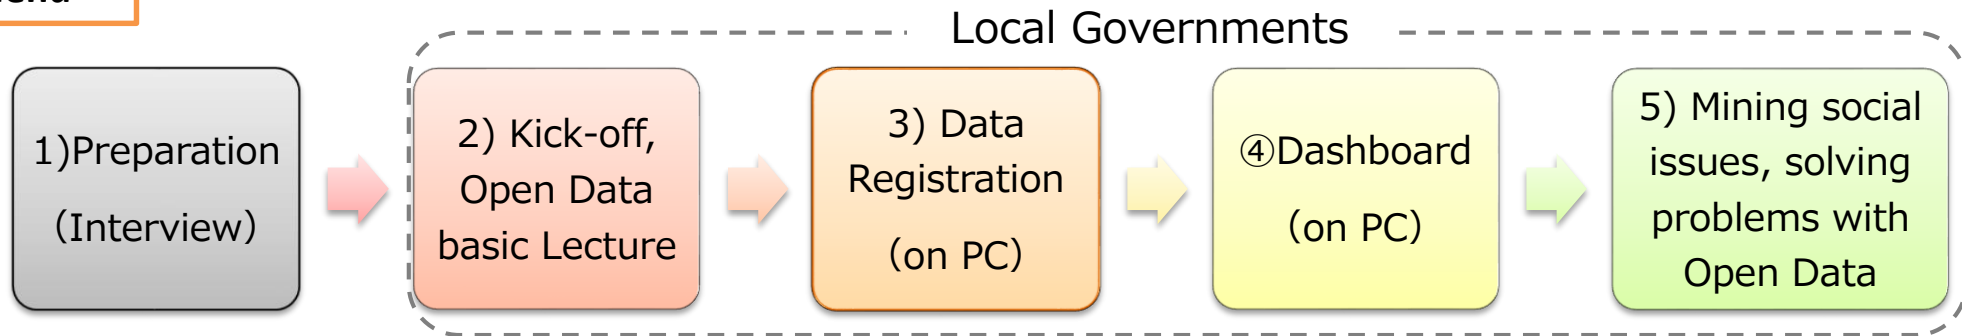 Local Governments
1)Preparation
(Interview)
2) Kick-off,
Open Data
basic Lecture
3) Data
Registration
(on PC)
④Dashboard
(on PC)
5) Mining social
issues, solving
problems with
Open Data